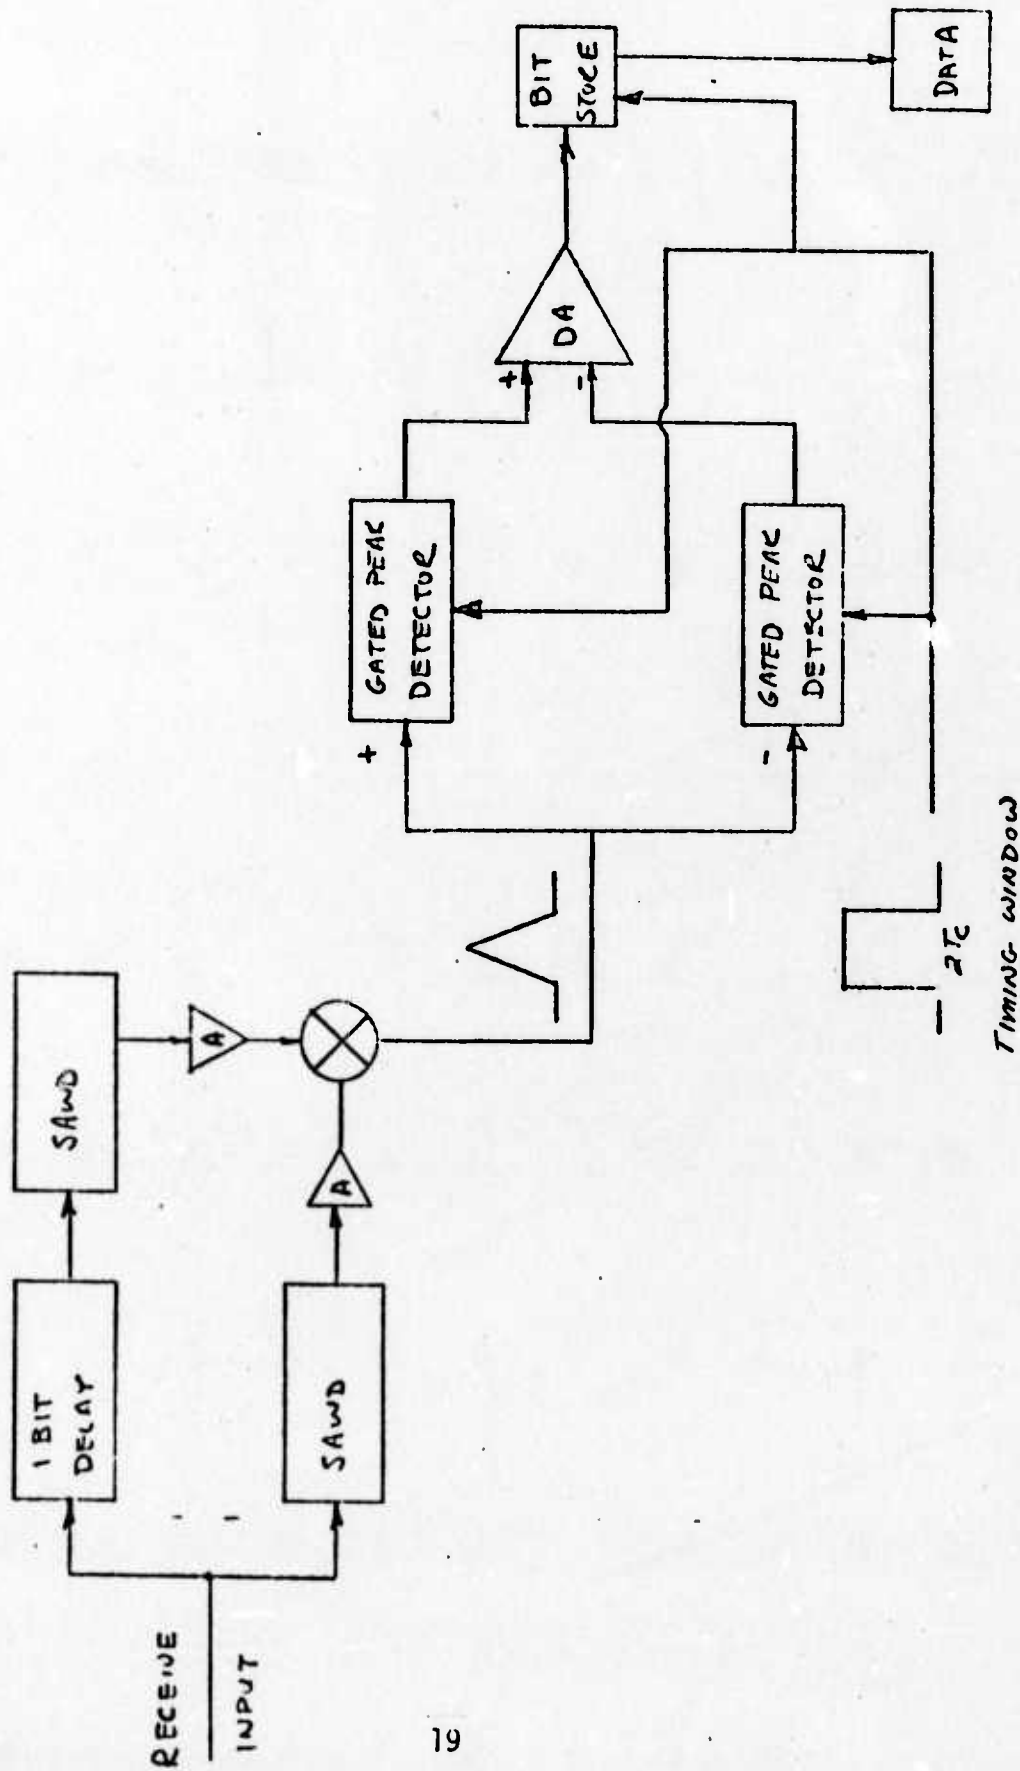 RECEIVE
INPUT
1 BIT
DELAY
SAWD
SAWD
A
A
+
-
GATED PEAK
DETECTOR
GATED PEAK
DETECTOR
+
-
DA
BIT
STORE
DATA
2Tc
TIMING WINDOW
19